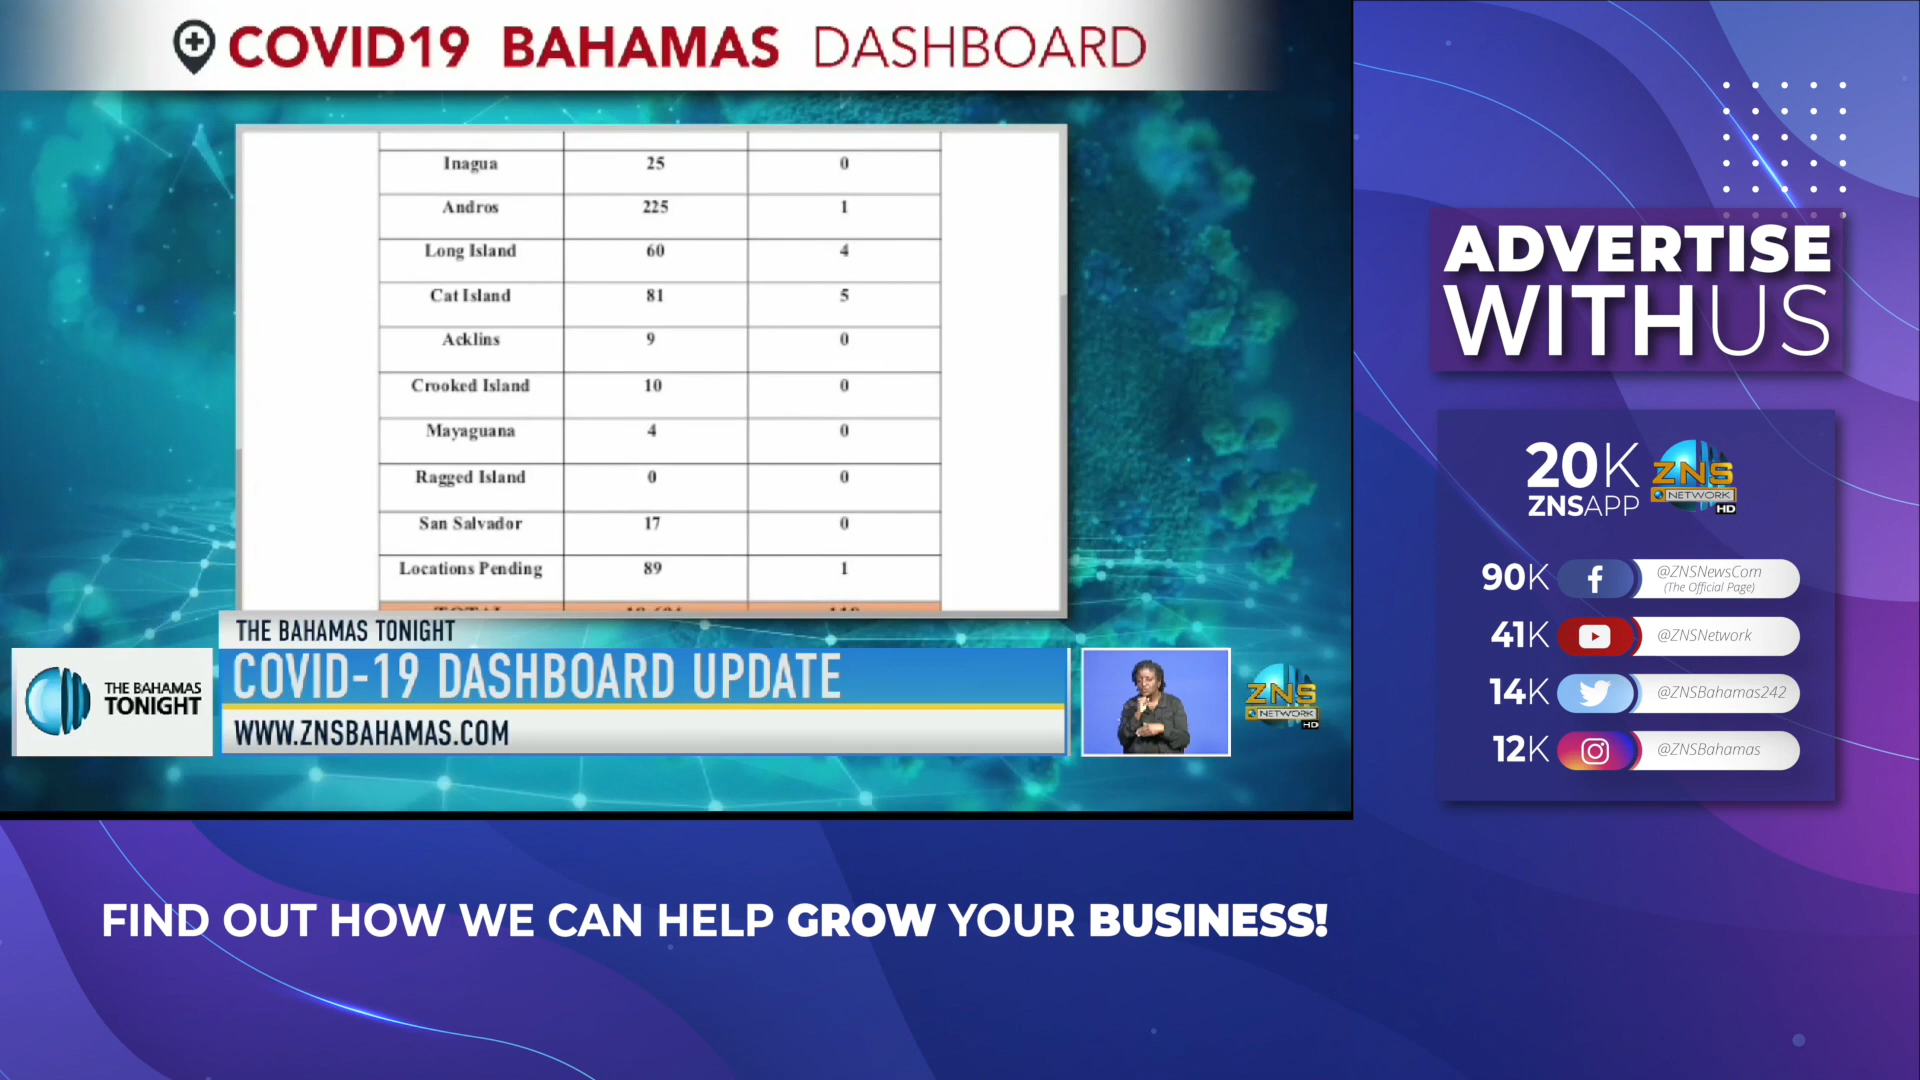 COVID19 BAHAMAS DASHBOARD
Inagua 25 0
Andros 225 1
Long Island 60 4
Cat Island 81 5
Acklins 9 0
Crooked Island 10 0
Mayaguana 4 0
Ragged Island 0 0
San Salvador 17 0
Locations Pending 89 1
THE BAHAMAS TONIGHT
COVID-19 DASHBOARD UPDATE
WWW.ZNSBAHAMAS.COM
THE BAHAMAS
TONIGHT
ZNS
NETWORK
HD
ADVERTISE
WITHUS
20K
ZNSAPP
ZNS
NETWORK
HD
90K @ZNSNewsCom
(The Official Page)
41K @ZNSNetwork
14K @ZNSBahamas242
12K @ZNSBahamas
FIND OUT HOW WE CAN HELP GROW YOUR BUSINESS!